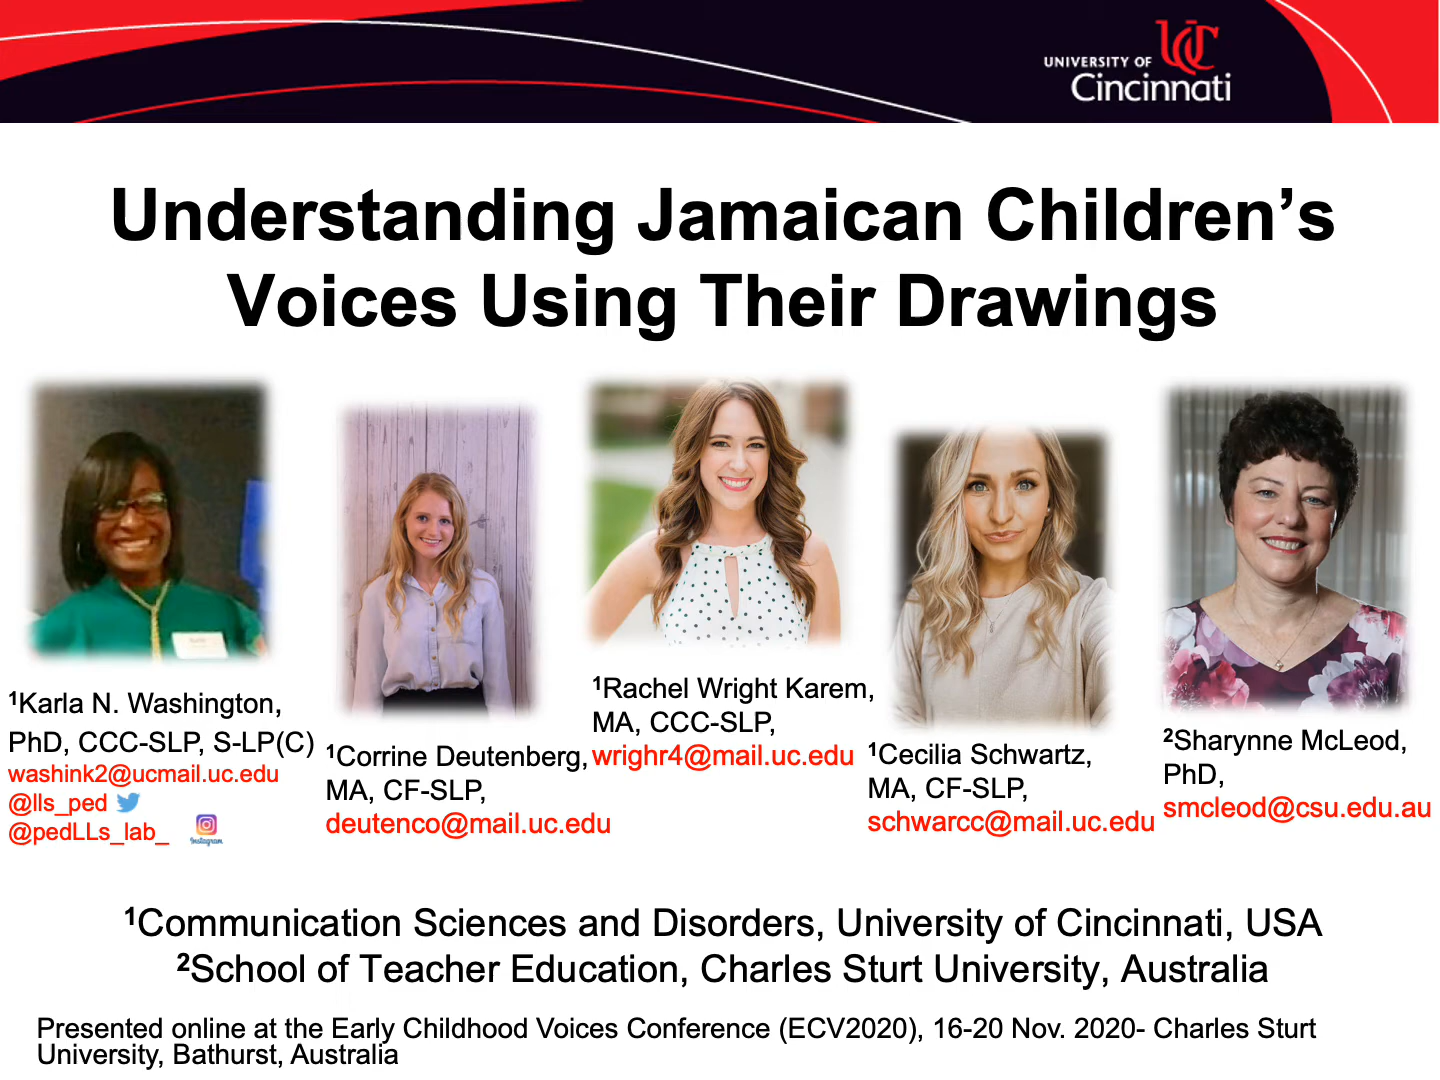 UNIVERSITY OF
Cincinnati
Understanding Jamaican Children’s
Voices Using Their Drawings
¹Karla N. Washington,
PhD, CCC-SLP, S-LP(C)
washink2@ucmail.uc.edu
@lls_ped
@pedLLs_lab_
Instagram
¹Corrine Deutenberg,
MA, CF-SLP,
deutenco@mail.uc.edu
¹Rachel Wright Karem,
MA, CCC-SLP,
wrighr4@mail.uc.edu
¹Cecilia Schwartz,
MA, CF-SLP,
schwarcc@mail.uc.edu
²Sharynne McLeod,
PhD,
smcleod@csu.edu.au
¹Communication Sciences and Disorders, University of Cincinnati, USA
²School of Teacher Education, Charles Sturt University, Australia
Presented online at the Early Childhood Voices Conference (ECV2020), 16-20 Nov. 2020- Charles Sturt
University, Bathurst, Australia